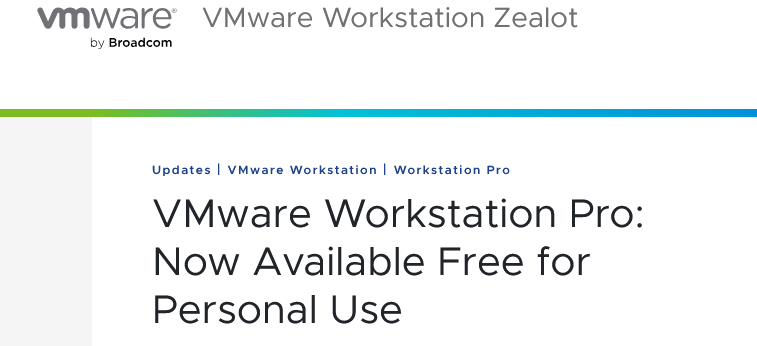 vmware®
by Broadcom
VMware Workstation Zealot
Updates | VMware Workstation | Workstation Pro
VMware Workstation Pro:
Now Available Free for
Personal Use